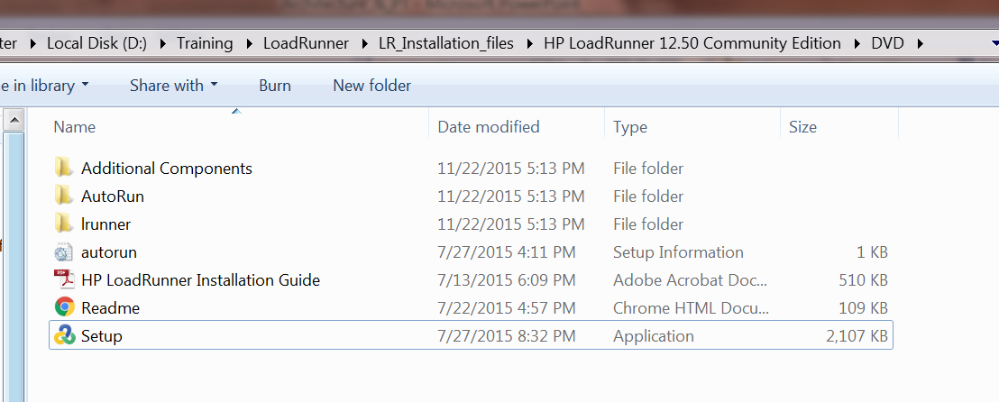 ter ▸ Local Disk (D:) ▸ Training ▸ LoadRunner ▸ LR_Installation_files ▸ HP LoadRunner 12.50 Community Edition ▸ DVD ▸
e in library Share with Burn New folder
Name Date modified Type Size
Additional Components 11/22/2015 5:13 PM File folder
AutoRun 11/22/2015 5:13 PM File folder
lrunner 11/22/2015 5:13 PM File folder
autorun 7/27/2015 4:11 PM Setup Information 1 KB
HP LoadRunner Installation Guide 7/13/2015 6:09 PM Adobe Acrobat Doc... 510 KB
Readme 7/22/2015 4:57 PM Chrome HTML Docu... 109 KB
Setup 7/27/2015 8:32 PM Application 2,107 KB